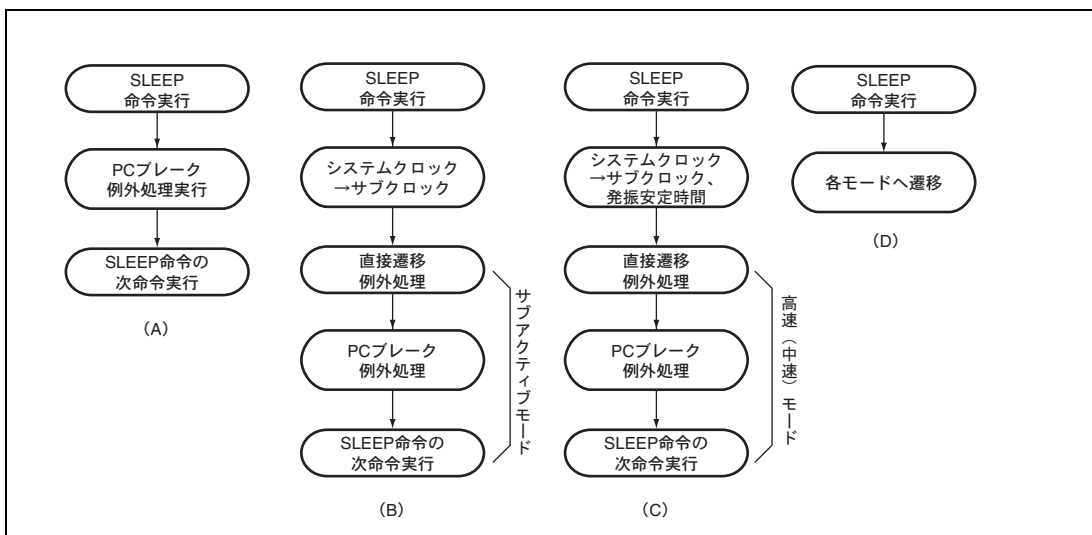 SLEEP
命令実行
PCブレーク
例外処理実行
SLEEP命令の
次命令実行
(A)
SLEEP
命令実行
システムクロック
→サブクロック
直接遷移
例外処理
PCブレーク
例外処理
SLEEP命令の
次命令実行
サブアクティブモード
(B)
SLEEP
命令実行
システムクロック
→サブクロック、
発振安定時間
直接遷移
例外処理
PCブレーク
例外処理
SLEEP命令の
次命令実行
高速(中速)モード
(C)
SLEEP
命令実行
各モードへ遷移
(D)